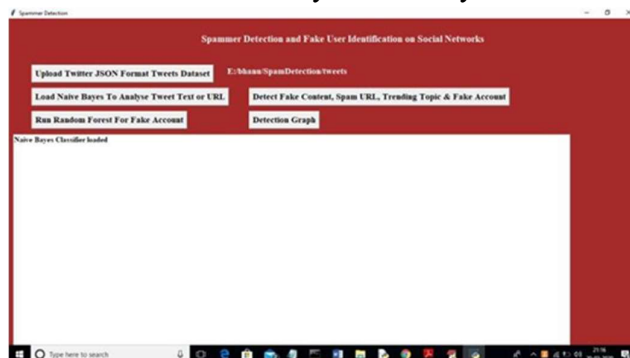 Spammer Detection
Spammer Detection and Fake User Identification on Social Networks
Upload Twitter JSON Format Tweets Dataset
E:/bhanu/SpamDetection/tweets
Load Naive Bayes To Analyse Tweet Text or URL
Detect Fake Content, Spam URL, Trending Topic & Fake Account
Run Random Forest For Fake Account
Detection Graph
Naive Bayes Classifier loaded
Type here to search
21:16